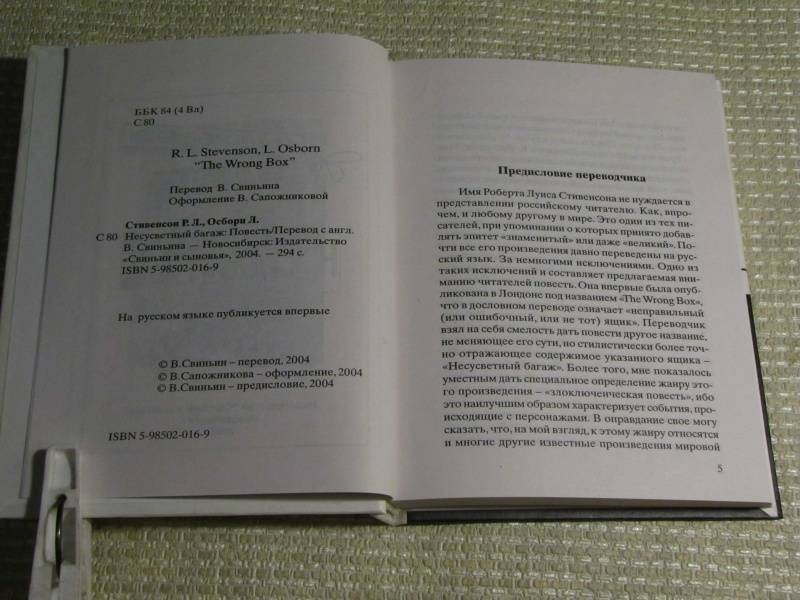 ББК 84 (4 Вл)
С 80
R. L. Stevenson, L. Osborn
"The Wrong Box"
Перевод В. Свиньина
Оформление В. Сапожниковой
Стивенсон Р. Л., Осборн Л.
С 80 Несусветный багаж: Повесть/Перевод с англ.
В. Свиньина — Новосибирск: Издательство
«Свиньин и сыновья», 2004. — 294 с.
ISBN 5-98502-016-9
На русском языке публикуется впервые
© В.Свиньин – перевод, 2004
© В.Сапожникова – оформление, 2004
© В.Свиньин – предисловие, 2004
ISBN 5-98502-016-9
Предисловие переводчика
Имя Роберта Луиса Стивенсона не нуждается в
представлении российскому читателю. Как, впро-
чем, и любому другому в мире. Это один из тех пи-
сателей, при упоминании о которых принято добав-
лять эпитет «знаменитый» или даже «великий». По-
чти все его произведения давно переведены на рус-
ский язык. За немногими исключениями. Одно из
таких исключений и составляет предлагаемая вни-
манию читателей повесть. Она впервые была опуб-
ликована в Лондоне под названием «The Wrong Box»,
что в дословном переводе означает «неправильный
(или ошибочный, или не тот) ящик». Переводчик
взял на себя смелость дать повести другое название,
не меняющее его сути, но стилистически более точ-
но отражающее содержимое указанного ящика –
«Несусветный багаж». Более того, мне показалось
уместным дать специальное определение жанру это-
го произведения – «злоключеическая повесть», ибо
это наилучшим образом характеризует события, про-
исходящие с персонажами. В оправдание свое могу
сказать, что, на мой взгляд, к этому жанру относятся
и многие другие известные произведения мировой
5